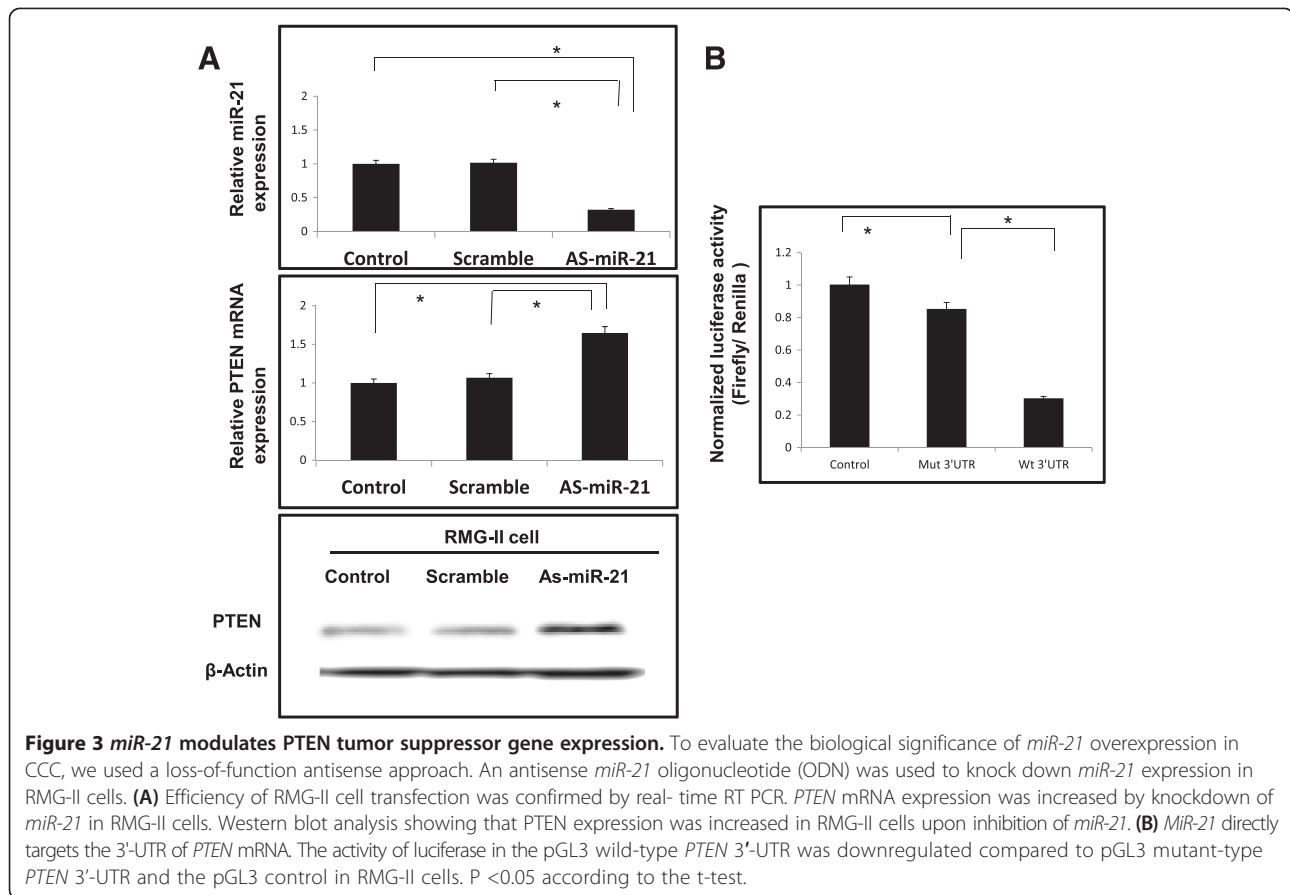 A
Relative miR-21
expression
*
*
2
1.5
1
0.5
0
Control Scramble AS-miR-21
Relative PTEN mRNA
expression
*
*
2
1.5
1
0.5
0
Control Scramble AS-miR-21
RMG-II cell
Control Scramble As-miR-21
PTEN
β-Actin
B
Normalized luciferase activity
(Firefly/ Renilla )
*
*
1.2
1
0.8
0.6
0.4
0.2
0
Control Mut 3'UTR Wt 3'UTR
Figure 3 miR-21 modulates PTEN tumor suppressor gene expression. To evaluate the biological significance of miR-21 overexpression in
CCC, we used a loss-of-function antisense approach. An antisense miR-21 oligonucleotide (ODN) was used to knock down miR-21 expression in
RMG-II cells. (A) Efficiency of RMG-II cell transfection was confirmed by real- time RT PCR. PTEN mRNA expression was increased by knockdown of
miR-21 in RMG-II cells. Western blot analysis showing that PTEN expression was increased in RMG-II cells upon inhibition of miR-21. (B) MiR-21 directly
targets the 3'-UTR of PTEN mRNA. The activity of luciferase in the pGL3 wild-type PTEN 3′-UTR was downregulated compared to pGL3 mutant-type
PTEN 3′-UTR and the pGL3 control in RMG-II cells. P <0.05 according to the t-test.